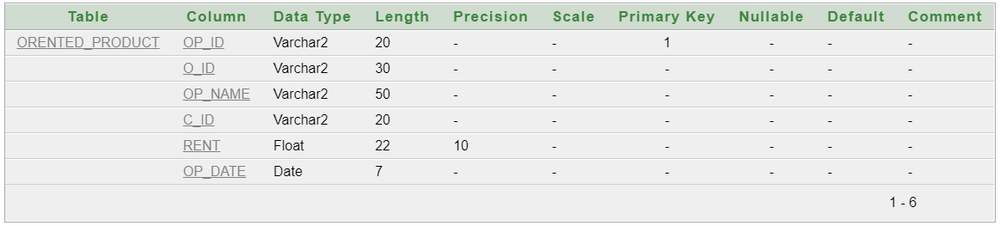 Table Column Data Type Length Precision Scale Primary Key Nullable Default Comment
ORENTED_PRODUCT OP_ID Varchar2 20 - - 1 - - -
O_ID Varchar2 30 - - - - - -
OP_NAME Varchar2 50 - - - - - -
C_ID Varchar2 20 - - - - - -
RENT Float 22 10 - - - - -
OP_DATE Date 7 - - - - - -
1 - 6